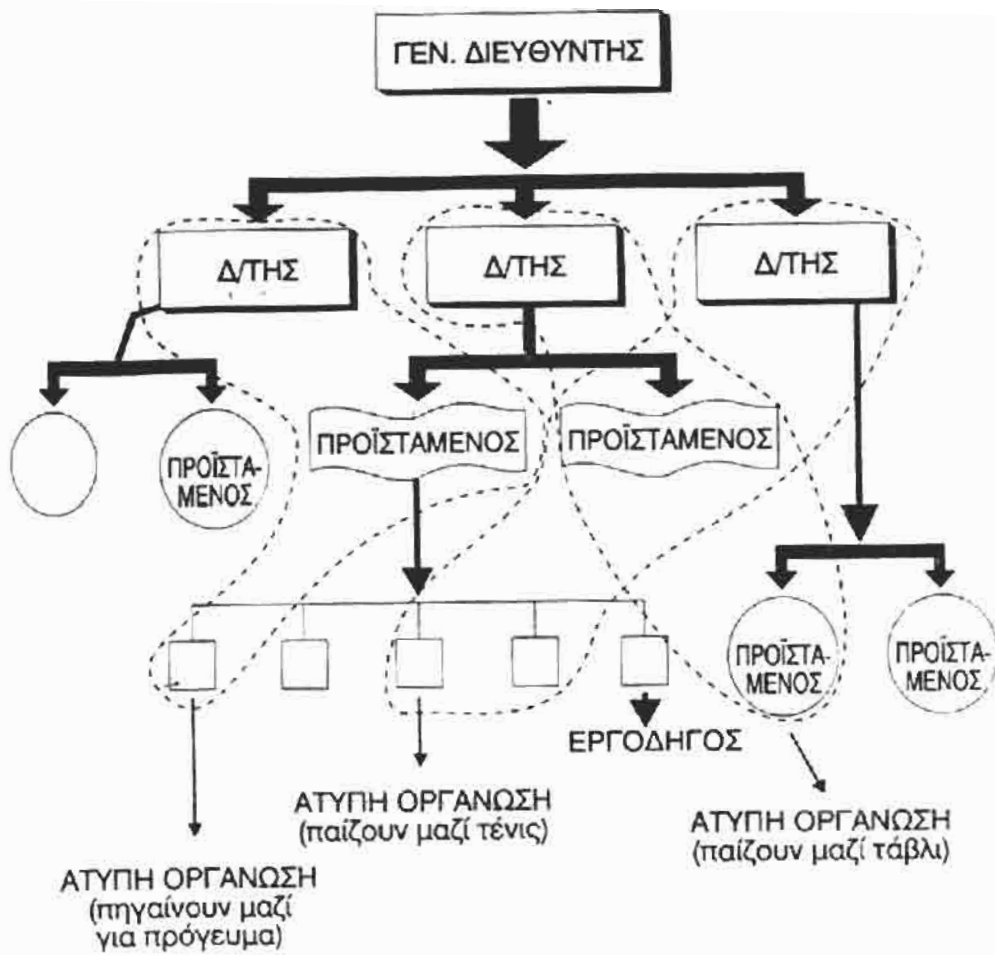 ΓΕΝ. ΔΙΕΥΘΥΝΤΗΣ
Δ/ΤΗΣ
Δ/ΤΗΣ
Δ/ΤΗΣ
ΠΡΟΪΣΤΑ-
ΜΕΝΟΣ
ΠΡΟΪΣΤΑΜΕΝΟΣ
ΠΡΟΪΣΤΑΜΕΝΟΣ
ΠΡΟΪΣΤΑ-
ΜΕΝΟΣ
ΠΡΟΪΣΤΑ-
ΜΕΝΟΣ
ΕΡΓΟΔΗΓΟΣ
ΑΤΥΠΗ ΟΡΓΑΝΩΣΗ
(πηγαίνουν μαζί
για πρόγευμα)
ΑΤΥΠΗ ΟΡΓΑΝΩΣΗ
(παίζουν μαζί τένις)
ΑΤΥΠΗ ΟΡΓΑΝΩΣΗ
(παίζουν μαζί τάβλι)